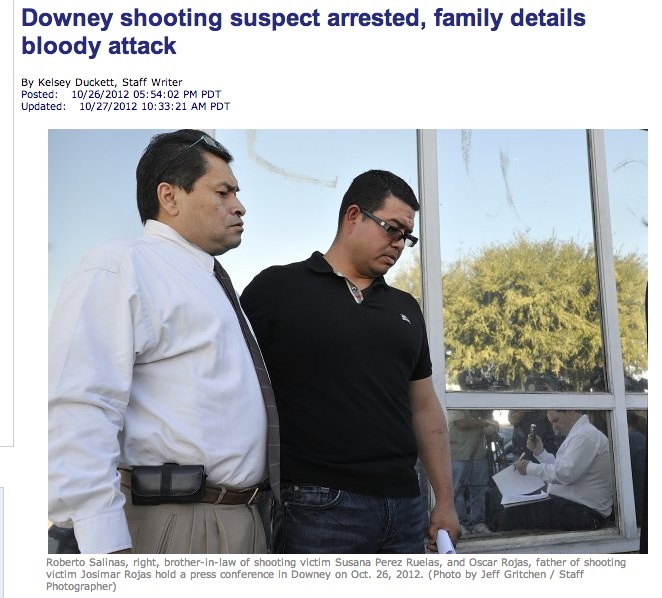 Downey shooting suspect arrested, family details
bloody attack
By Kelsey Duckett, Staff Writer
Posted: 10/26/2012 05:54:02 PM PDT
Updated: 10/27/2012 10:33:21 AM PDT
Roberto Salinas, right, brother-in-law of shooting victim Susana Perez Ruelas, and Oscar Rojas, father of shooting
victim Josimar Rojas hold a press conference in Downey on Oct. 26, 2012. (Photo by Jeff Gritchen / Staff
Photographer)